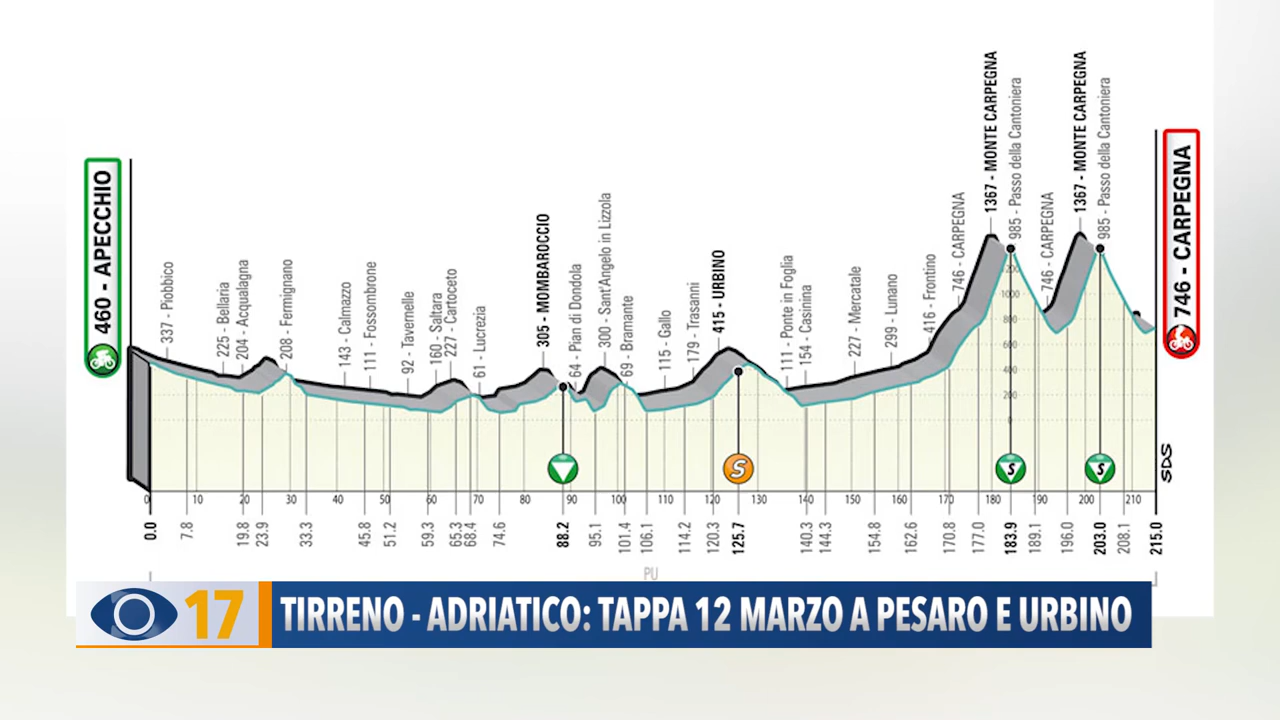 460 - APECCHIO
337 - Piobbico
225 - Bellaria
204 - Acqualagna
208 - Fermignano
143 - Calmazzo
111 - Fossombrone
92 - Tavernelle
160 - Saltara
227 - Cartoceto
61 - Lucrezia
305 - MOMBAROCCIO
64 - Pian di Dondola
300 - Sant'Angelo in Lizzola
69 - Bramante
115 - Gallo
179 - Trasanni
415 - URBINO
111 - Ponte in Foglia
154 - Casinina
227 - Mercatale
299 - Lunano
416 - Frontino
746 - CARPEGNA
1367 - MONTE CARPEGNA
985 - Passo della Cantoniera
746 - CARPEGNA
1367 - MONTE CARPEGNA
985 - Passo della Cantoniera
746 - CARPEGNA
1200
1000
800
600
400
200
0
S
S
S
SDS
0 10 20 30 40 50 60 70 80 90 100 110 120 130 140 150 160 170 180 190 200 210
0.0 7.8 19.8 23.9 33.3 45.8 51.2 59.3 65.3 68.4 74.6 88.2 95.1 101.4 106.1 114.2 120.3 125.7 140.3 144.3 154.8 162.6 170.8 177.0 183.9 189.1 196.0 203.0 208.1 215.0
PU
17 TIRRENO - ADRIATICO: TAPPA 12 MARZO A PESARO E URBINO